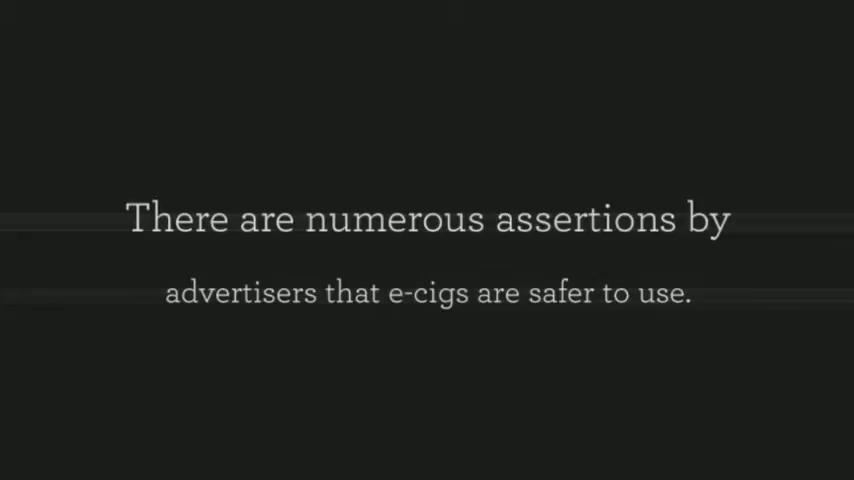 There are numerous assertions by
advertisers that e-cigs are safer to use.